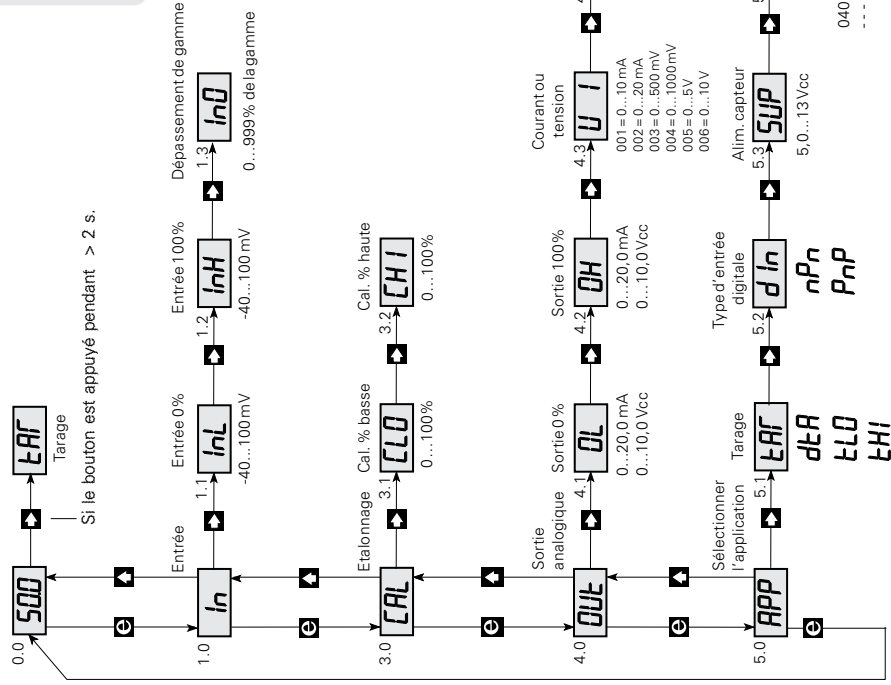 0.0
50.0
tAr
Tarage
Si le bouton est appuyé pendant > 2 s.
e
Entrée
Entrée 0%
Entrée 100%
Dépassement de gamme
1.0
In
1.1
InL
1.2
InH
1.3
InO
-40...100 mV
-40...100 mV
0...999% de la gamme
e
Etalonnage
Cal. % basse
Cal. % haute
3.0
CAL
3.1
CLO
3.2
CHI
0...100%
0...100%
e
Sortie
analogique
Sortie 0%
Sortie 100%
Courant ou
tension
4.0
OUt
4.1
OL
4.2
OH
4.3
U I
0...20,0 mA
0...10,0 Vcc
0...20,0 mA
0...10,0 Vcc
001 = 0...10 mA
002 = 0...20 mA
003 = 0...500 mV
004 = 0...1000 mV
005 = 0...5 V
006 = 0...10 V
e
Sélectionner
l'application
Tarage
Type d'entrée
digitale
Alim. capteur
5.0
APP
5.1
tAr
5.2
dIn
5.3
SUP
dtA
tLO
tHI
nPn
PnP
5,0...13 Vcc
e
040
- - -